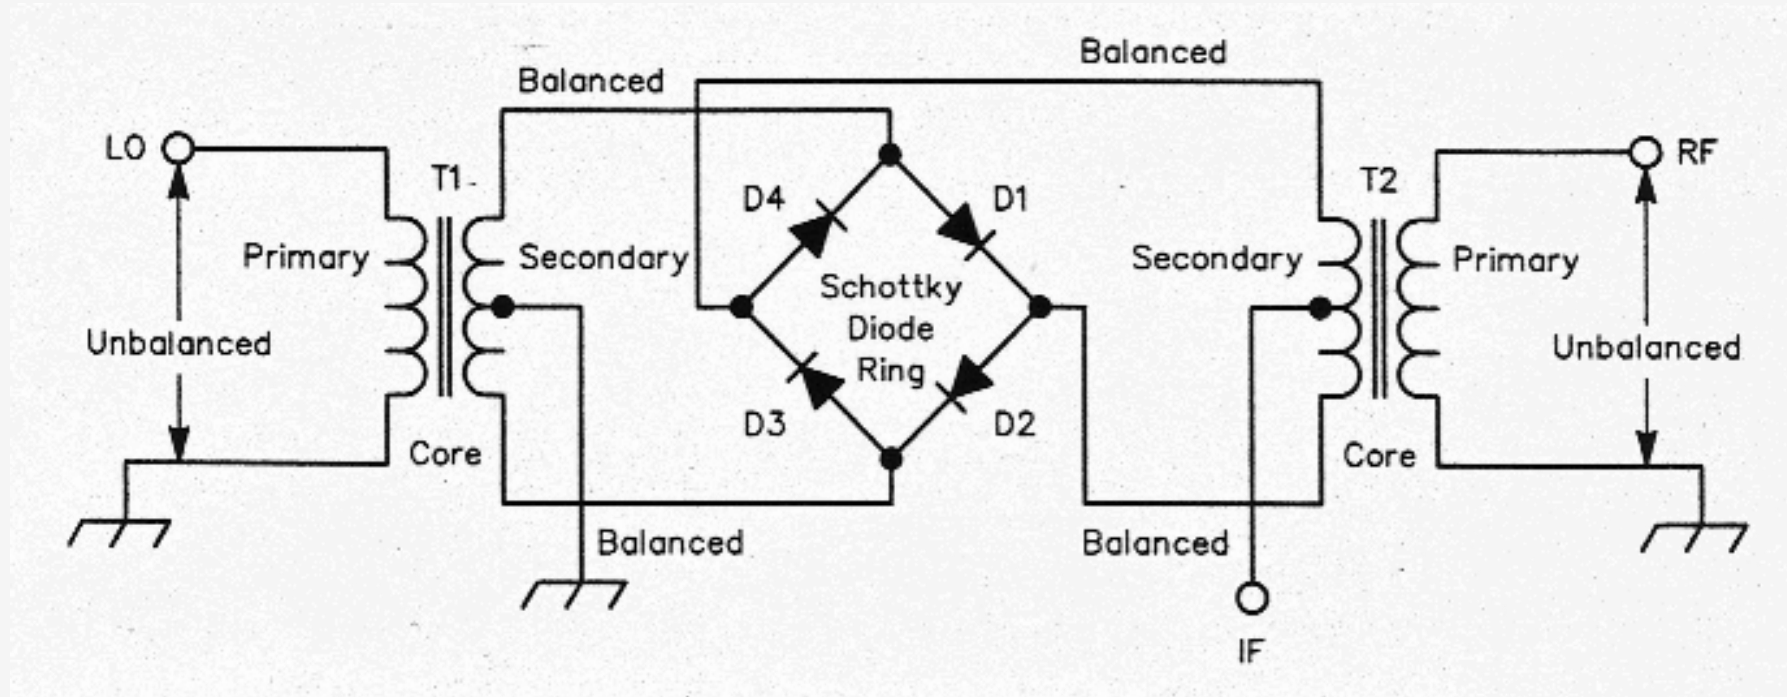 Balanced
Balanced
LO
T1
D4
D1
T2
RF
Primary
Secondary
Schottky
Diode
Ring
Secondary
Primary
Unbalanced
Unbalanced
D3
D2
Core
Core
Balanced
Balanced
IF